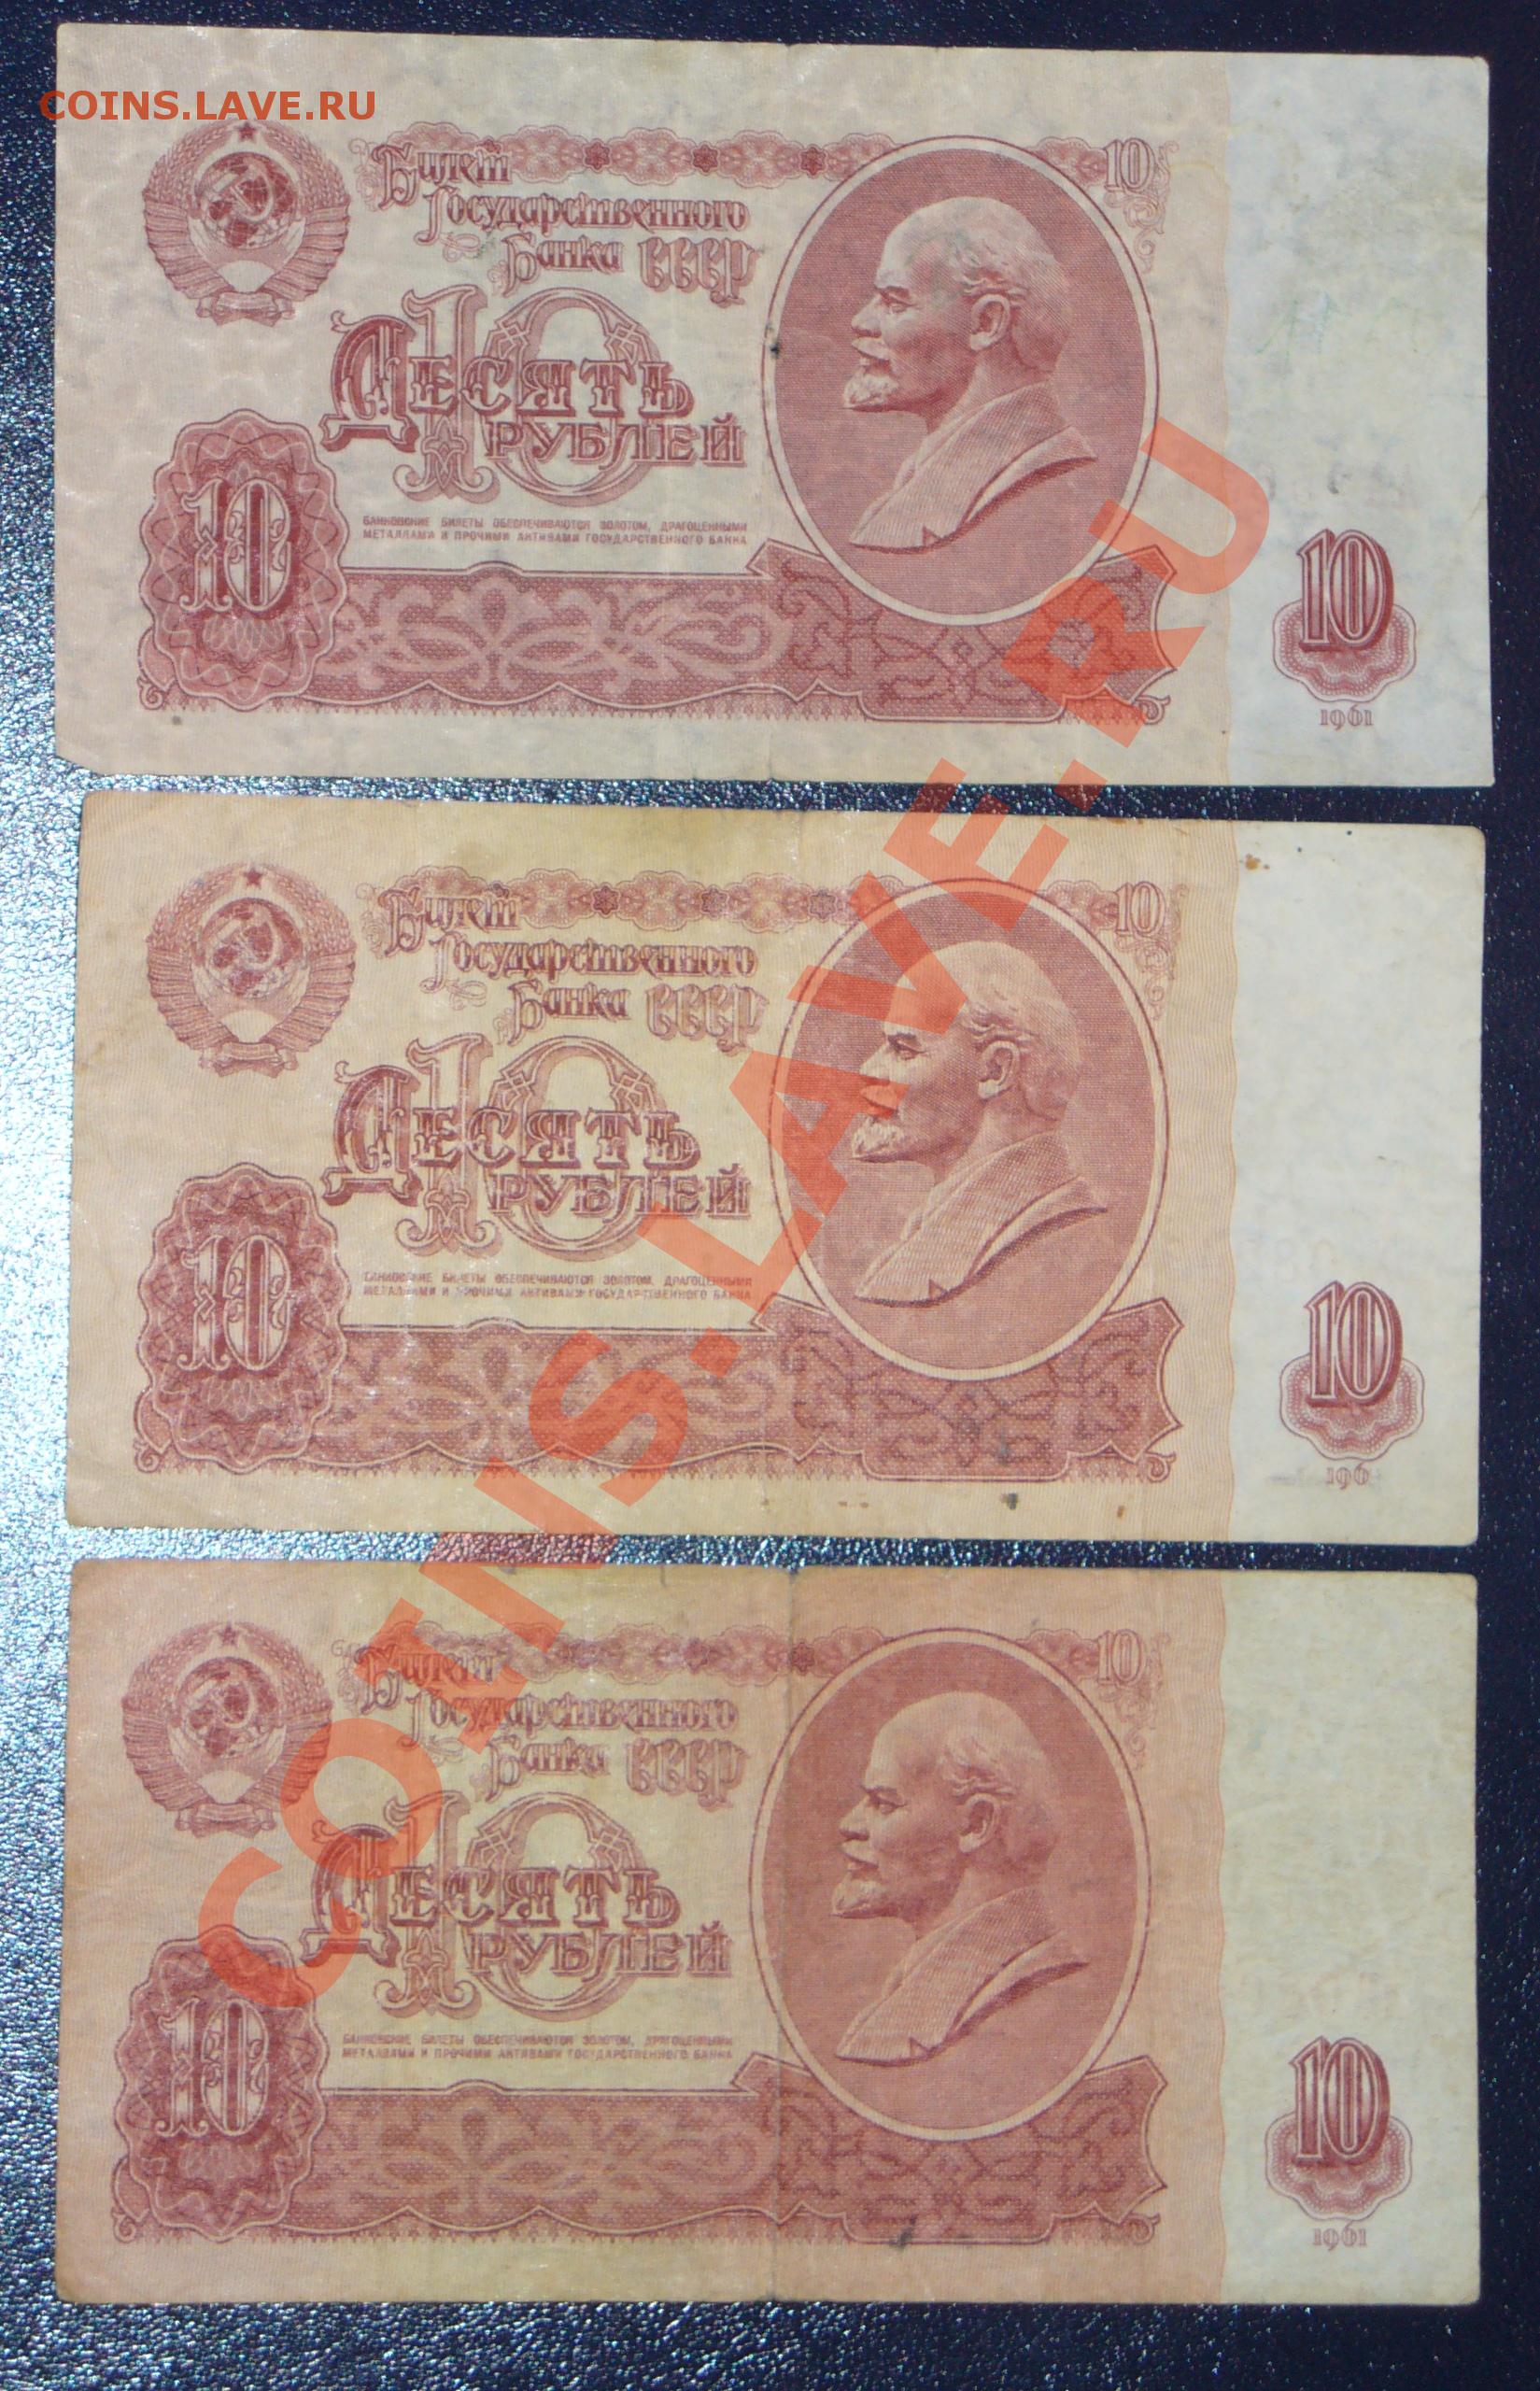 COINS.LAVE.RU
Билет
Государственного
Банка СССР
10
10
Десять
рублей
10
БАНКОВСКИЕ БИЛЕТЫ ОБЕСПЕЧИВАЮТСЯ ЗОЛОТОМ, ДРАГОЦЕННЫМИ
МЕТАЛЛАМИ И ПРОЧИМИ АКТИВАМИ ГОСУДАРСТВЕННОГО БАНКА
10
1961
Билет
Государственного
Банка СССР
10
10
Десять
рублей
10
БАНКОВСКИЕ БИЛЕТЫ ОБЕСПЕЧИВАЮТСЯ ЗОЛОТОМ, ДРАГОЦЕННЫМИ
МЕТАЛЛАМИ И ПРОЧИМИ АКТИВАМИ ГОСУДАРСТВЕННОГО БАНКА
10
196
Билет
Государственного
Банка СССР
10
10
Десять
рублей
10
БАНКОВСКИЕ БИЛЕТЫ ОБЕСПЕЧИВАЮТСЯ ЗОЛОТОМ, ДРАГОЦЕННЫМИ
МЕТАЛЛАМИ И ПРОЧИМИ АКТИВАМИ ГОСУДАРСТВЕННОГО БАНКА
10
1961
COINS.LAVE.RU